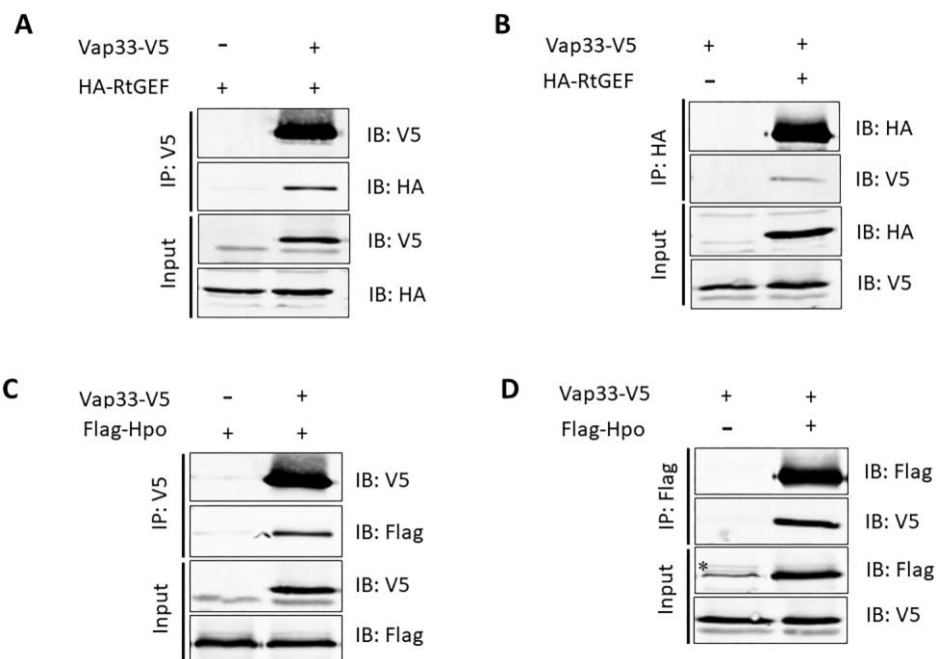 A
Vap33-V5 - +
HA-RtGEF + +
IP: V5
IB: V5
IB: HA
Input
IB: V5
IB: HA
B
Vap33-V5 + +
HA-RtGEF - +
IP: HA
IB: HA
IB: V5
Input
IB: HA
IB: V5
C
Vap33-V5 - +
Flag-Hpo + +
IP: V5
IB: V5
IB: Flag
Input
IB: V5
IB: Flag
D
Vap33-V5 + +
Flag-Hpo - +
IP: Flag
IB: Flag
IB: V5
Input
* IB: Flag
IB: V5